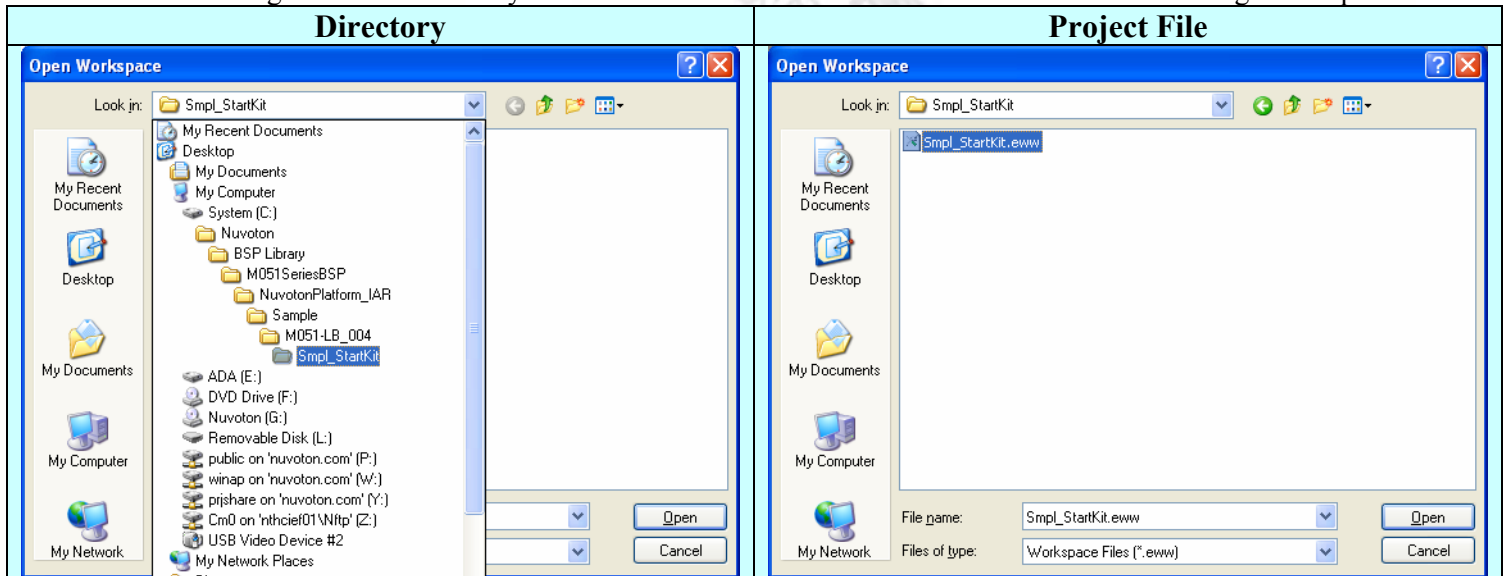 Directory
Project File
Open Workspace
Look in: Smpl_StartKit
My Recent Documents
Desktop
My Documents
My Computer
System (C:)
Nuvoton
BSP Library
M051SeriesBSP
NuvotonPlatform_IAR
Sample
M051-LB_004
Smpl_StartKit
ADA (E:)
DVD Drive (F:)
Nuvoton (G:)
Removable Disk (L:)
public on 'nuvoton.com' (P:)
winap on 'nuvoton.com' (W:)
prjshare on 'nuvoton.com' (Y:)
Cm0 on 'nthcief01\Nftp' (Z:)
USB Video Device #2
My Network Places
My Recent
Documents
Desktop
My Documents
My Computer
My Network
Open
Cancel
Open Workspace
Look in: Smpl_StartKit
Smpl_StartKit.eww
My Recent
Documents
Desktop
My Documents
My Computer
My Network
File name: Smpl_StartKit.eww Open
Files of type: Workspace Files (*.eww) Cancel